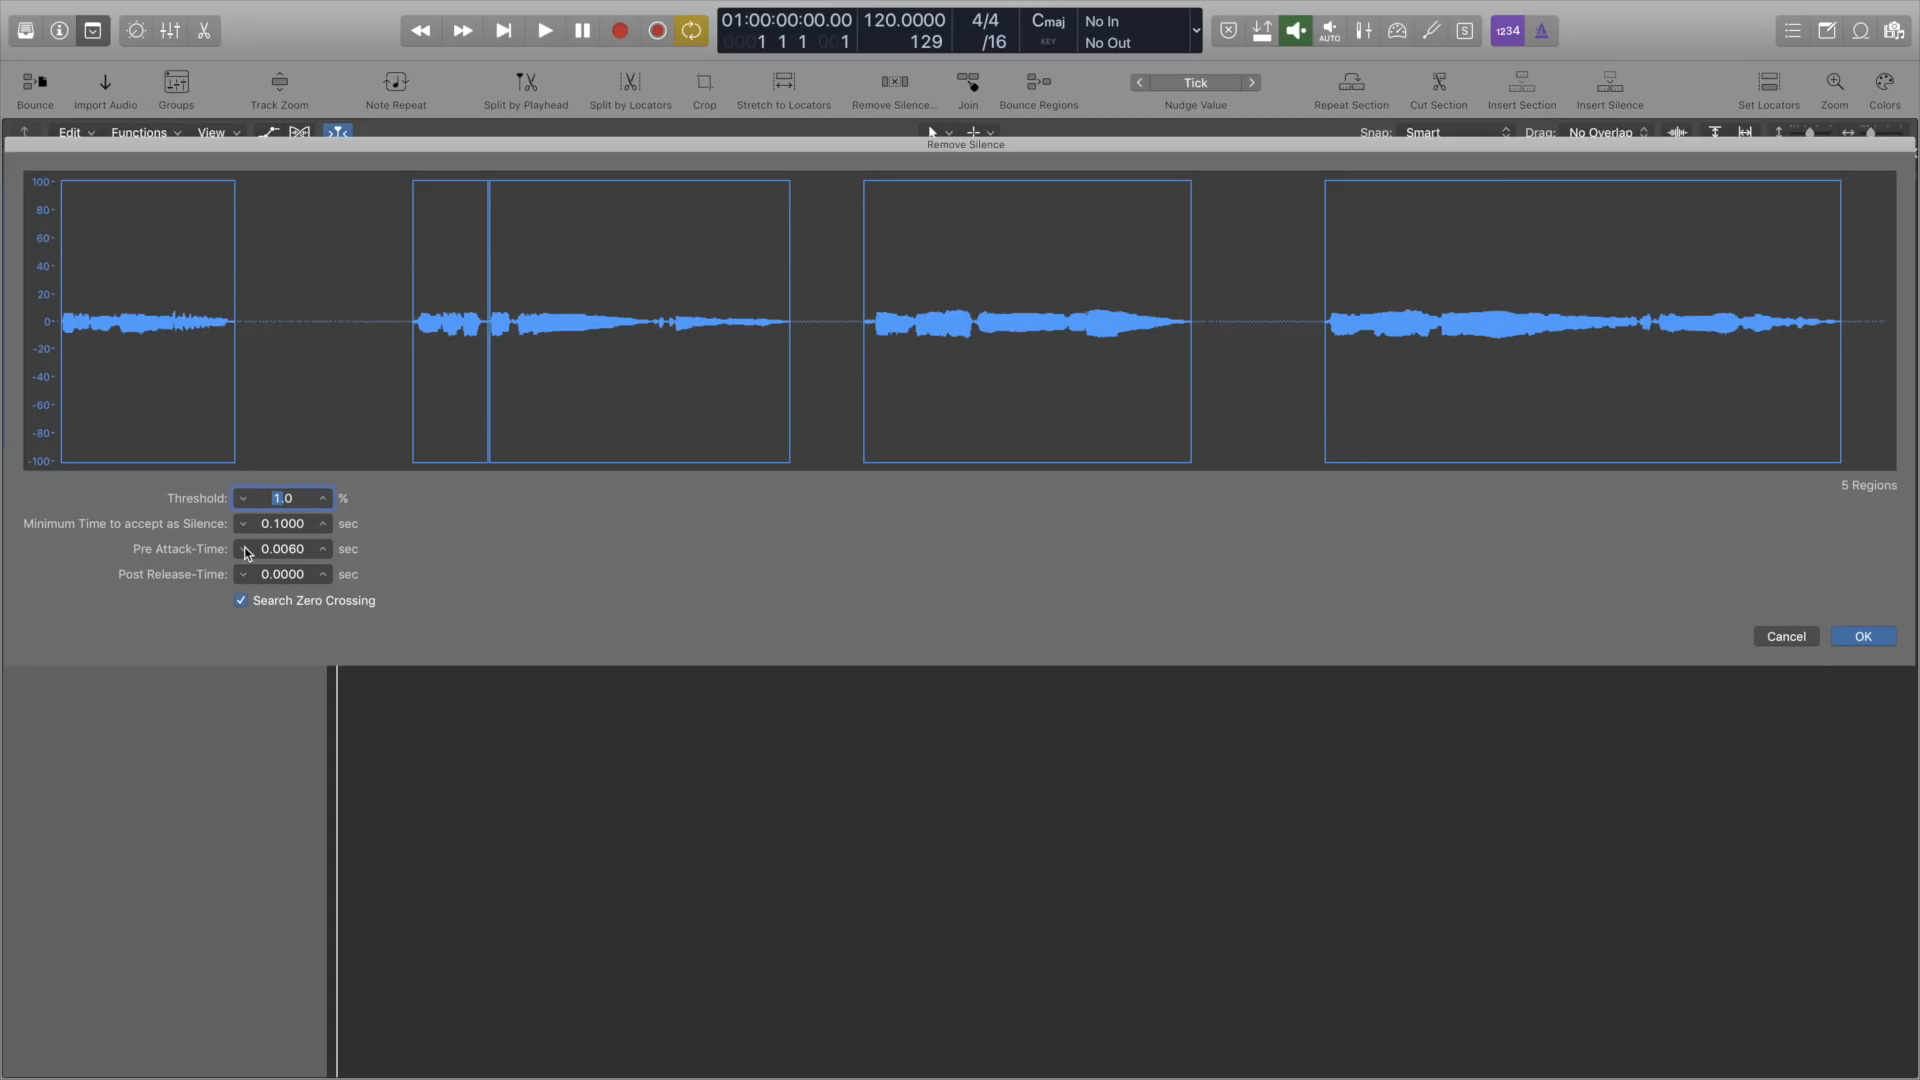 01:00:00:00.00 120.0000 4/4 Cmaj No In
0001 1 1 001 129 /16 KEY No Out
AUTO
S
1234
Bounce Import Audio Groups Track Zoom Note Repeat Split by Playhead Split by Locators Crop Stretch to Locators Remove Silence... Join Bounce Regions Nudge Value Repeat Section Cut Section Insert Section Insert Silence Set Locators Zoom Colors
Tick
Edit Functions View Snap: Smart Drag: No Overlap
Remove Silence
100-
80-
60-
40-
20-
0-
-20-
-40-
-60-
-80-
-100-
5 Regions
Threshold: 1.0 %
Minimum Time to accept as Silence: 0.1000 sec
Pre Attack-Time: 0.0060 sec
Post Release-Time: 0.0000 sec
Search Zero Crossing
Cancel OK